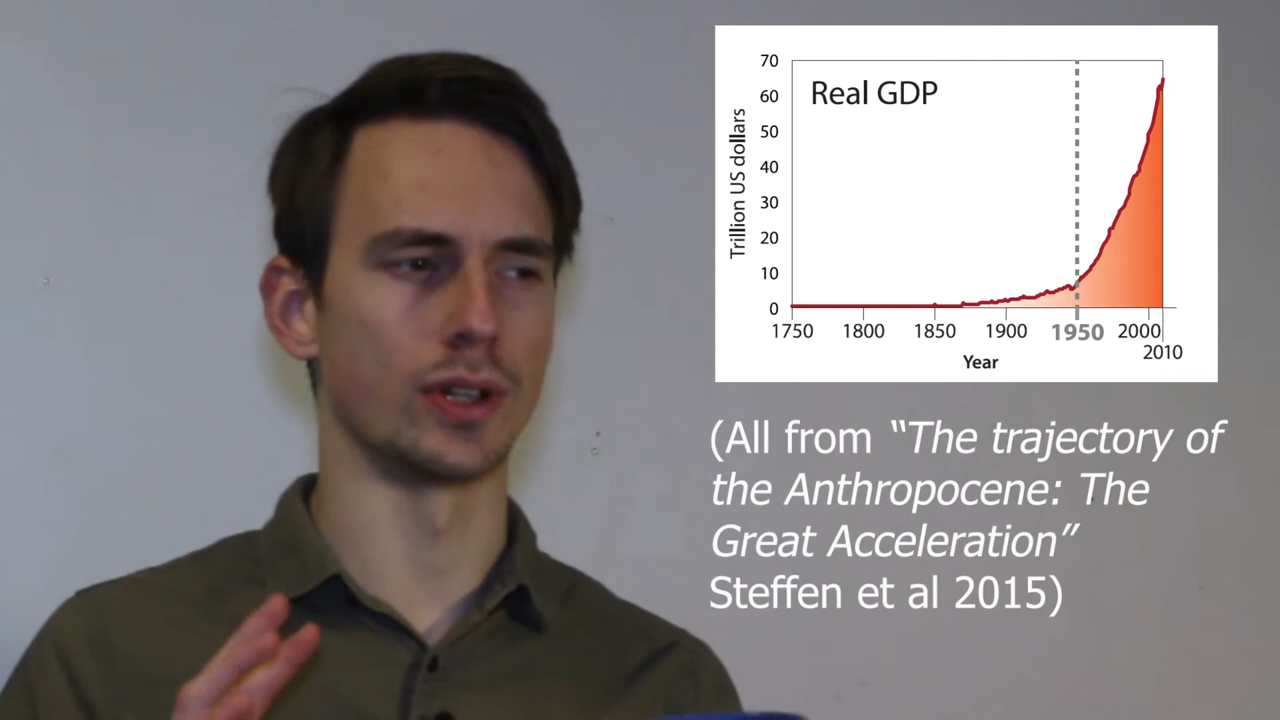 70
60
50
40
30
20
10
0
Trillion US dollars
Real GDP
1750 1800 1850 1900 1950 2000
2010
Year
(All from “The trajectory of
the Anthropocene: The
Great Acceleration”
Steffen et al 2015)